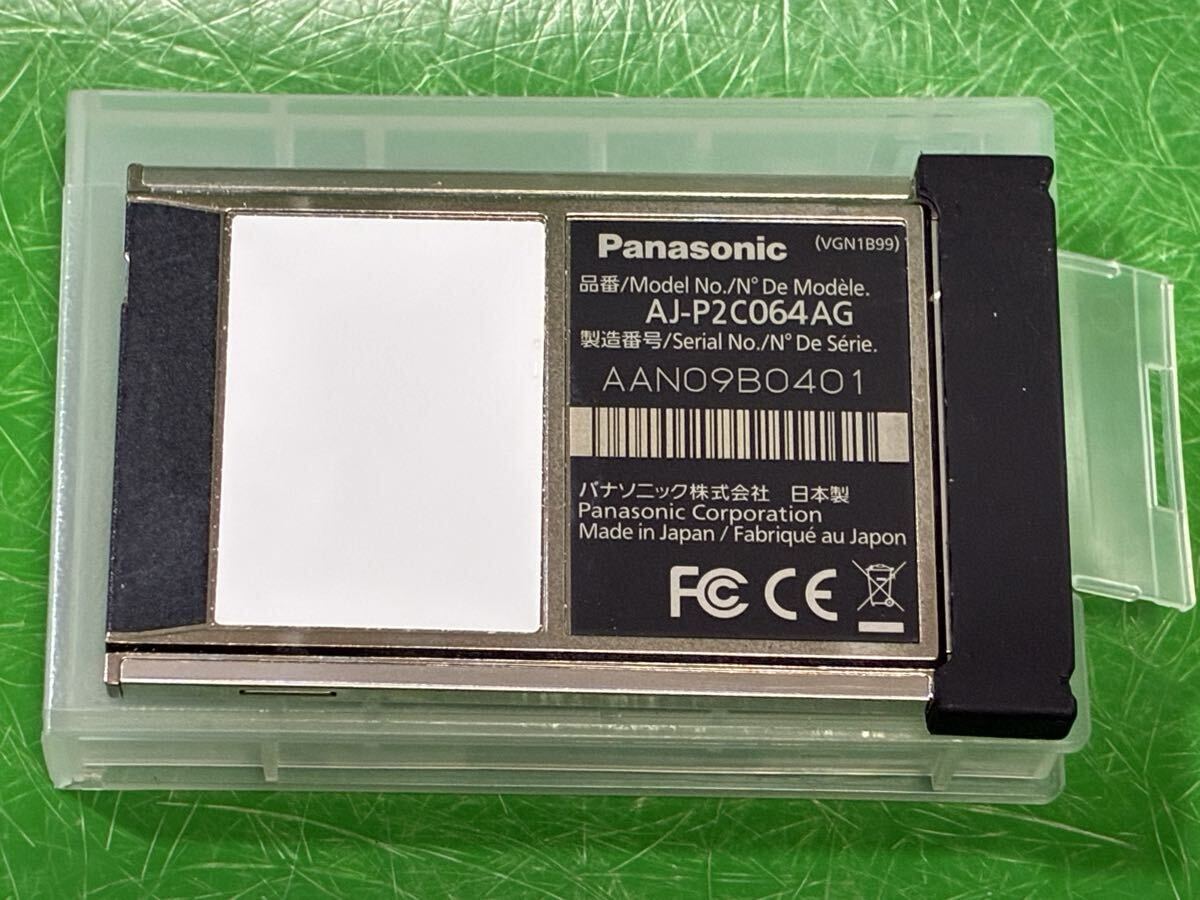 Panasonic (VGN1B99)
品番/Model No./N° De Modèle.
AJ-P2C064AG
製造番号/Serial No./N° De Série.
AAN09B0401
パナソニック株式会社 日本製
Panasonic Corporation
Made in Japan / Fabriqué au Japon
FC CE